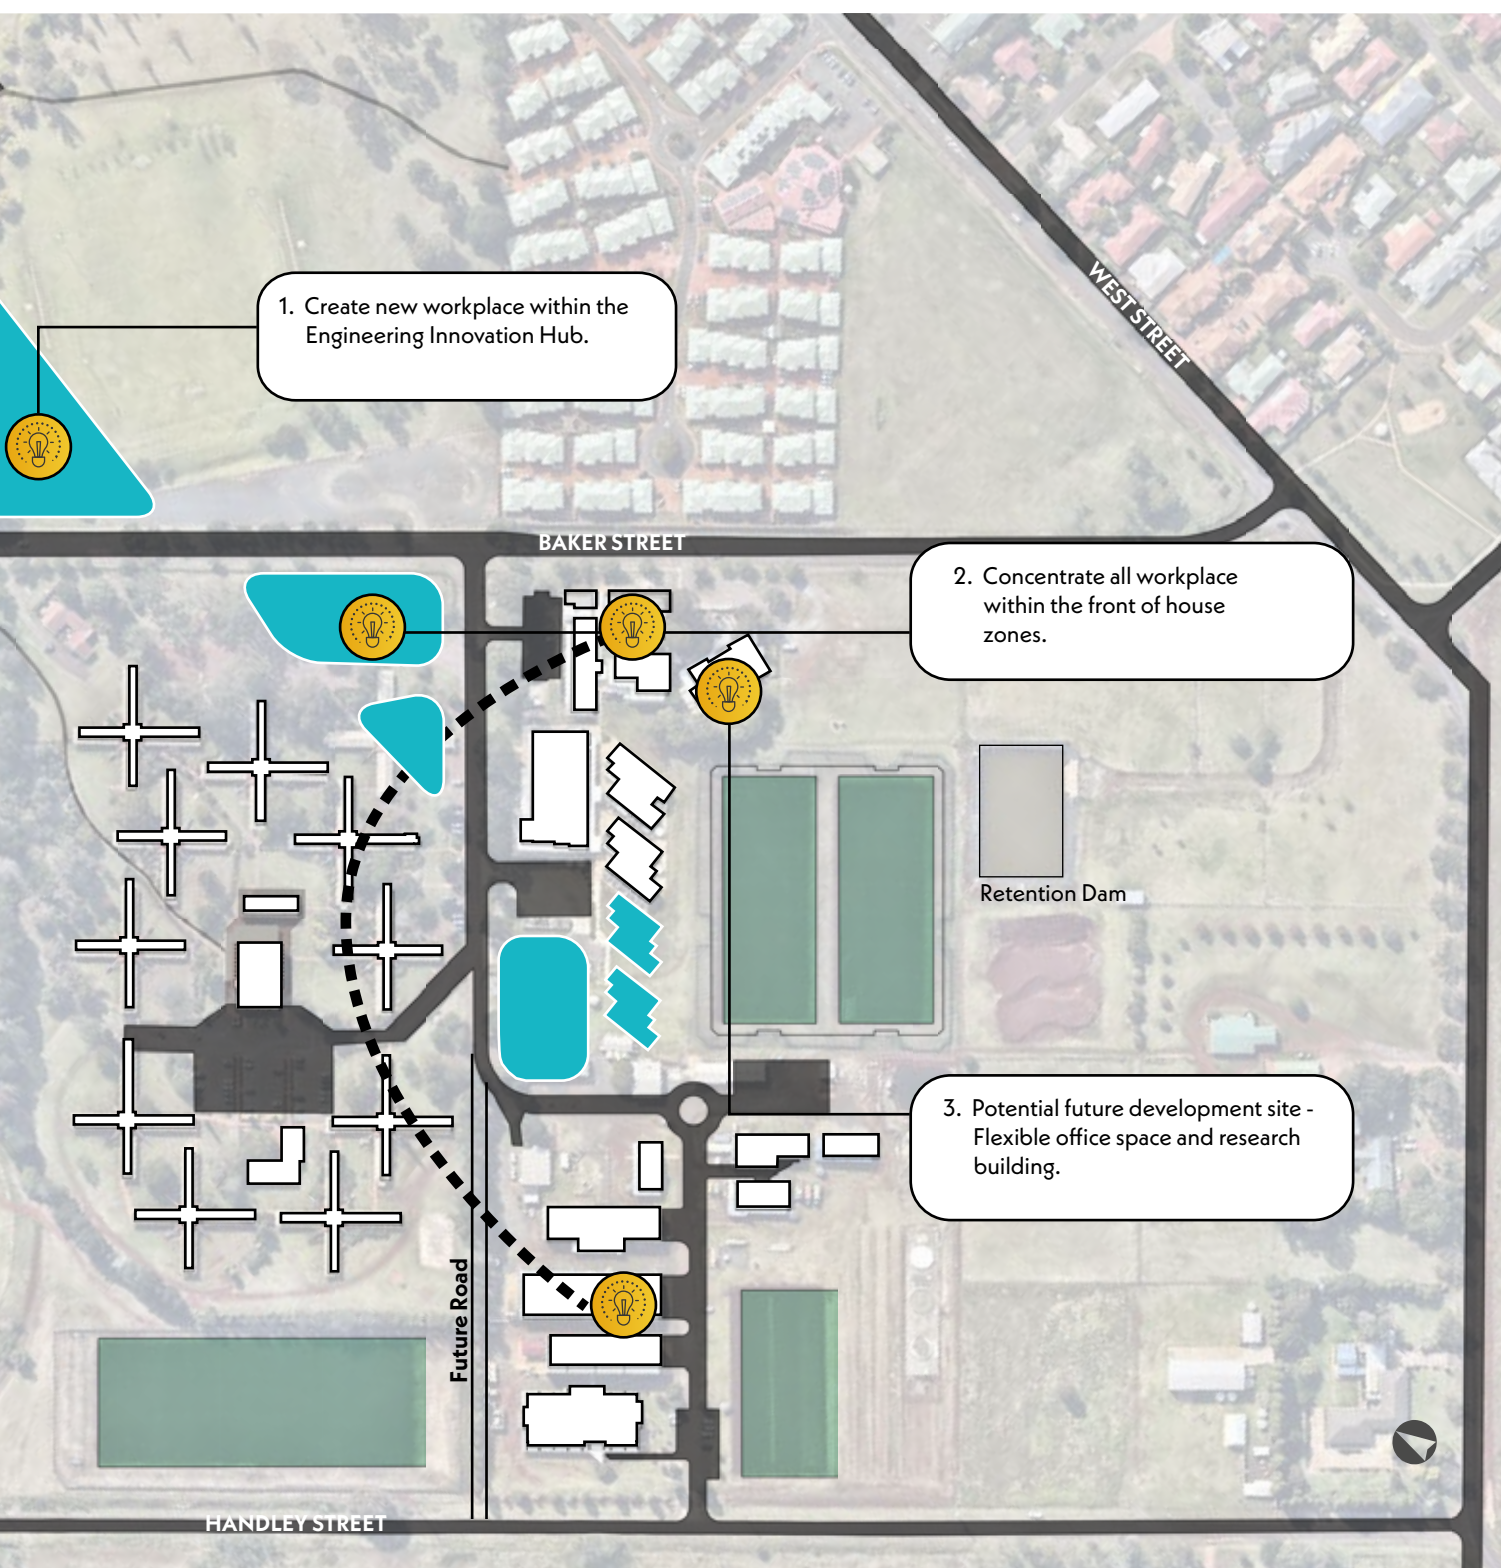 WEST STREET
1. Create new workplace within the
Engineering Innovation Hub.
BAKER STREET
2. Concentrate all workplace
within the front of house
zones.
Retention Dam
3. Potential future development site -
Flexible office space and research
building.
Future Road
HANDLEY STREET